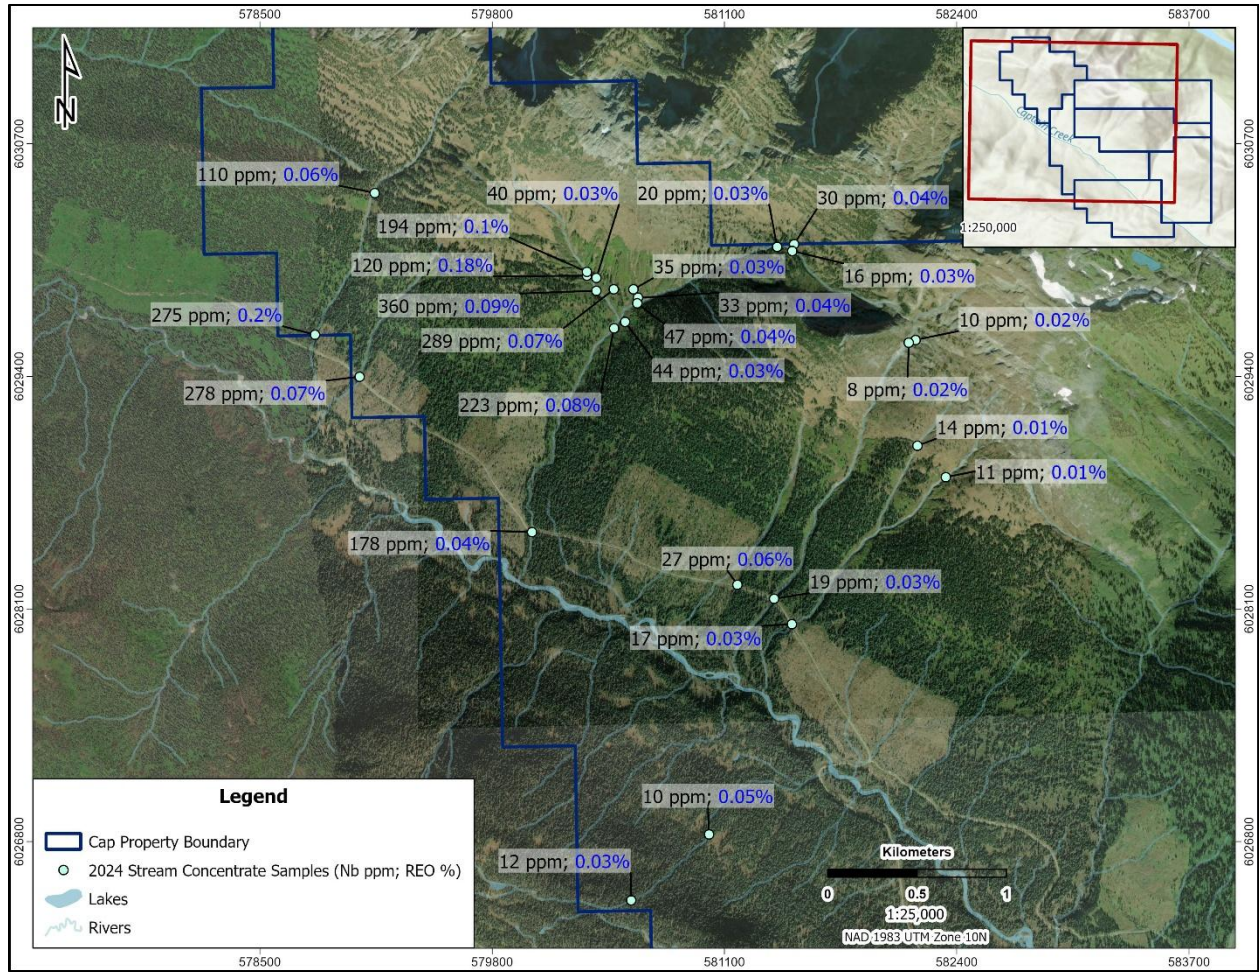 578500
579800
581100
582400
583700
N
Captain Creek
1:250,000
6030700
6030700
110 ppm; 0.06%
40 ppm; 0.03%
20 ppm; 0.03%
30 ppm; 0.04%
194 ppm; 0.1%
120 ppm; 0.18%
35 ppm; 0.03%
16 ppm; 0.03%
360 ppm; 0.09%
33 ppm; 0.04%
275 ppm; 0.2%
289 ppm; 0.07%
47 ppm; 0.04%
10 ppm; 0.02%
44 ppm; 0.03%
6029400
6029400
278 ppm; 0.07%
223 ppm; 0.08%
8 ppm; 0.02%
14 ppm; 0.01%
11 ppm; 0.01%
178 ppm; 0.04%
27 ppm; 0.06%
19 ppm; 0.03%
6028100
6028100
17 ppm; 0.03%
10 ppm; 0.05%
12 ppm; 0.03%
6026800
6026800
Legend
Cap Property Boundary
2024 Stream Concentrate Samples (Nb ppm; REO %)
Lakes
Rivers
Kilometers
0 0.5 1
1:25,000
NAD 1983 UTM Zone 10N
578500
579800
581100
582400
583700